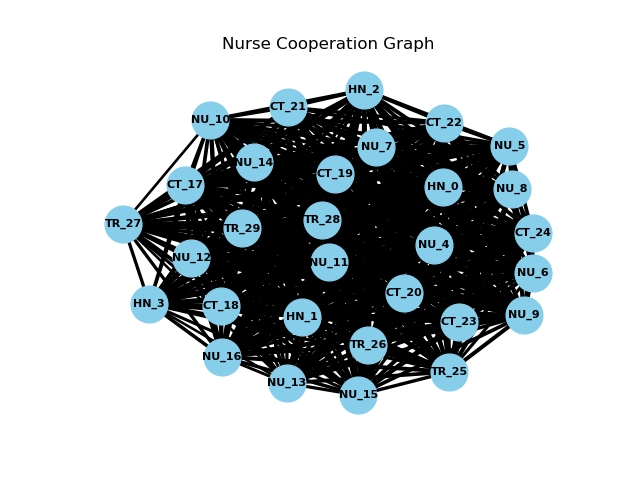 Nurse Cooperation Graph
HN_2
CT_21
NU_10
CT_22
NU_5
NU_7
NU_14
CT_19
CT_17
HN_0
NU_8
TR_28
TR_27
TR_29
CT_24
NU_4
NU_12
NU_11
NU_6
CT_20
HN_3
CT_18
NU_9
HN_1
CT_23
TR_26
NU_16
TR_25
NU_13
NU_15